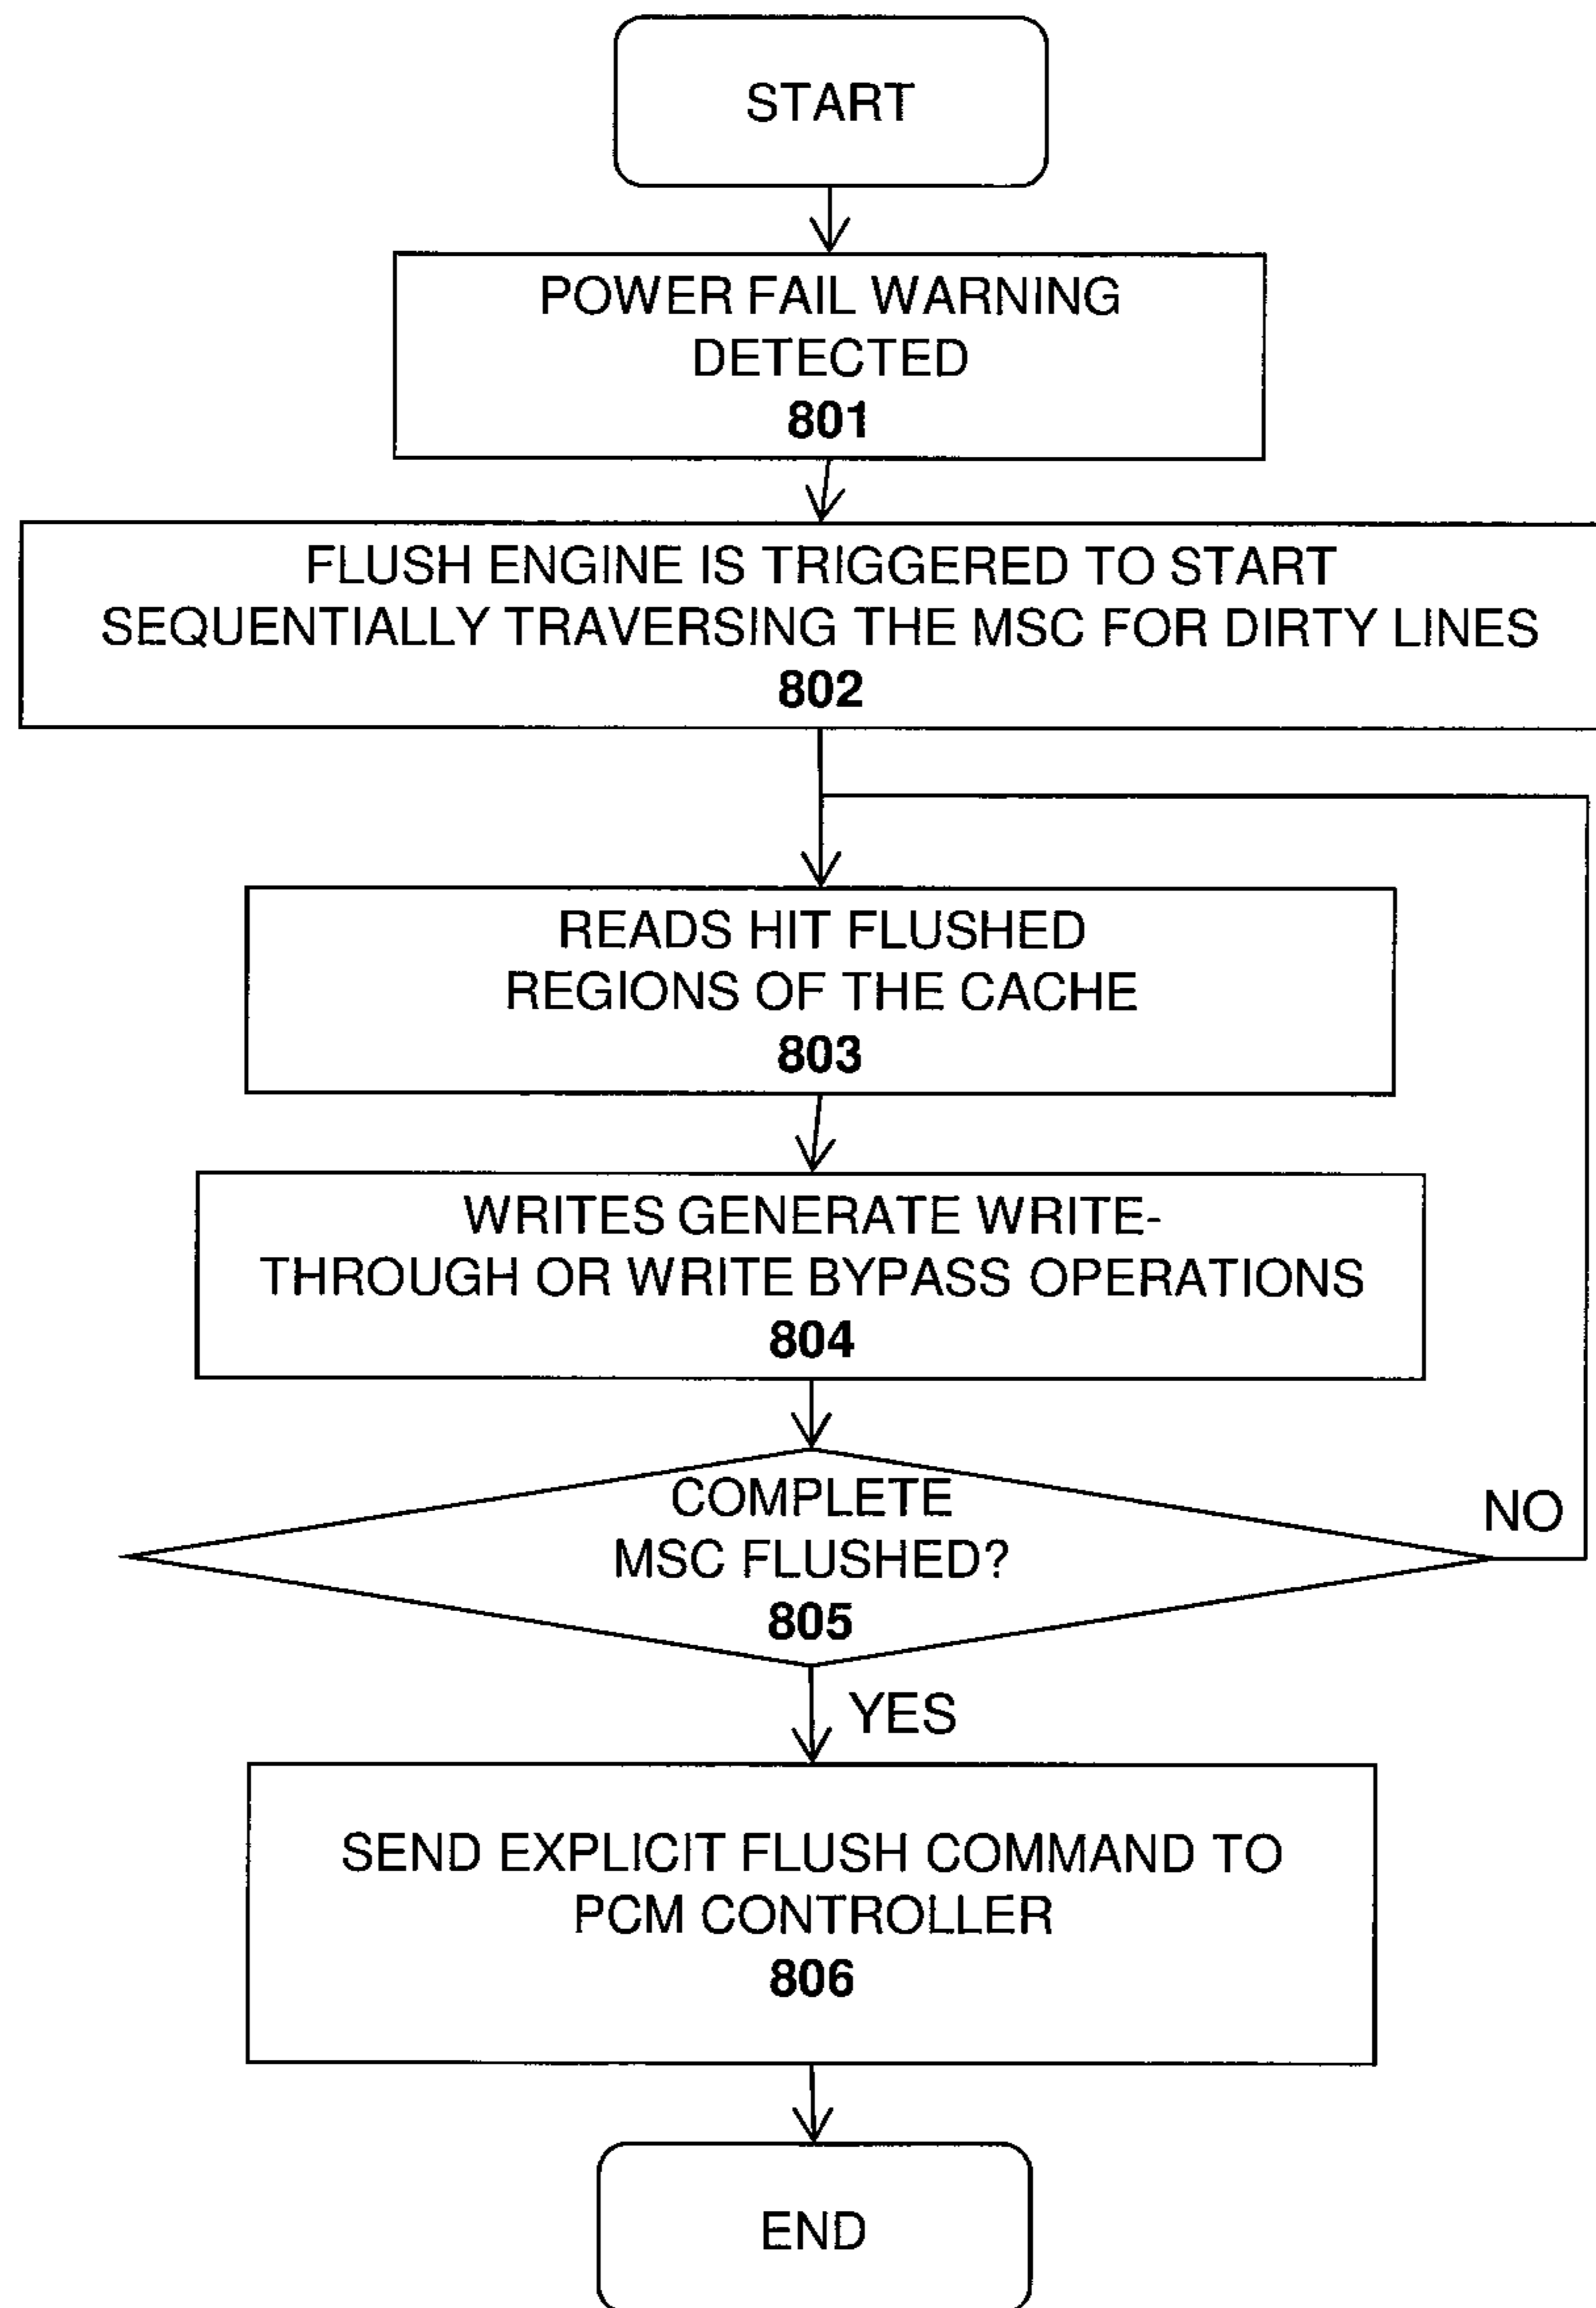 START
POWER FAIL WARNING
DETECTED
801
FLUSH ENGINE IS TRIGGERED TO START
SEQUENTIALLY TRAVERSING THE MSC FOR DIRTY LINES
802
READS HIT FLUSHED
REGIONS OF THE CACHE
803
WRITES GENERATE WRITE-
THROUGH OR WRITE BYPASS OPERATIONS
804
COMPLETE
MSC FLUSHED?
805
NO
YES
SEND EXPLICIT FLUSH COMMAND TO
PCM CONTROLLER
806
END